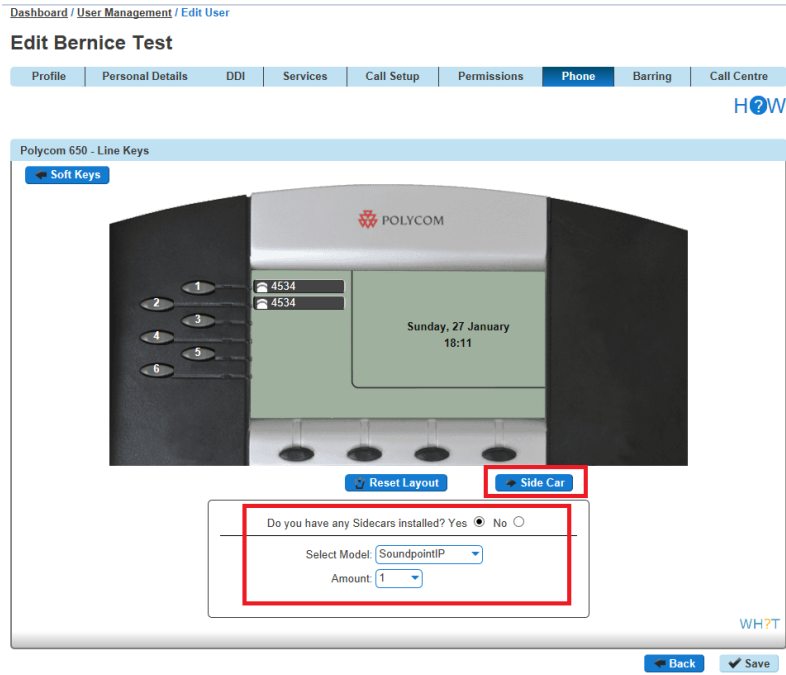 Dashboard / User Management / Edit User
Edit Bernice Test
Profile Personal Details DDI Services Call Setup Permissions Phone Barring Call Centre
H?W
Polycom 650 - Line Keys
Soft Keys
POLYCOM
1 4534
2 4534
3
4
5
6
Sunday, 27 January
18:11
Reset Layout Side Car
Do you have any Sidecars installed? Yes No
Select Model: SoundpointIP
Amount: 1
WH?T
Back Save